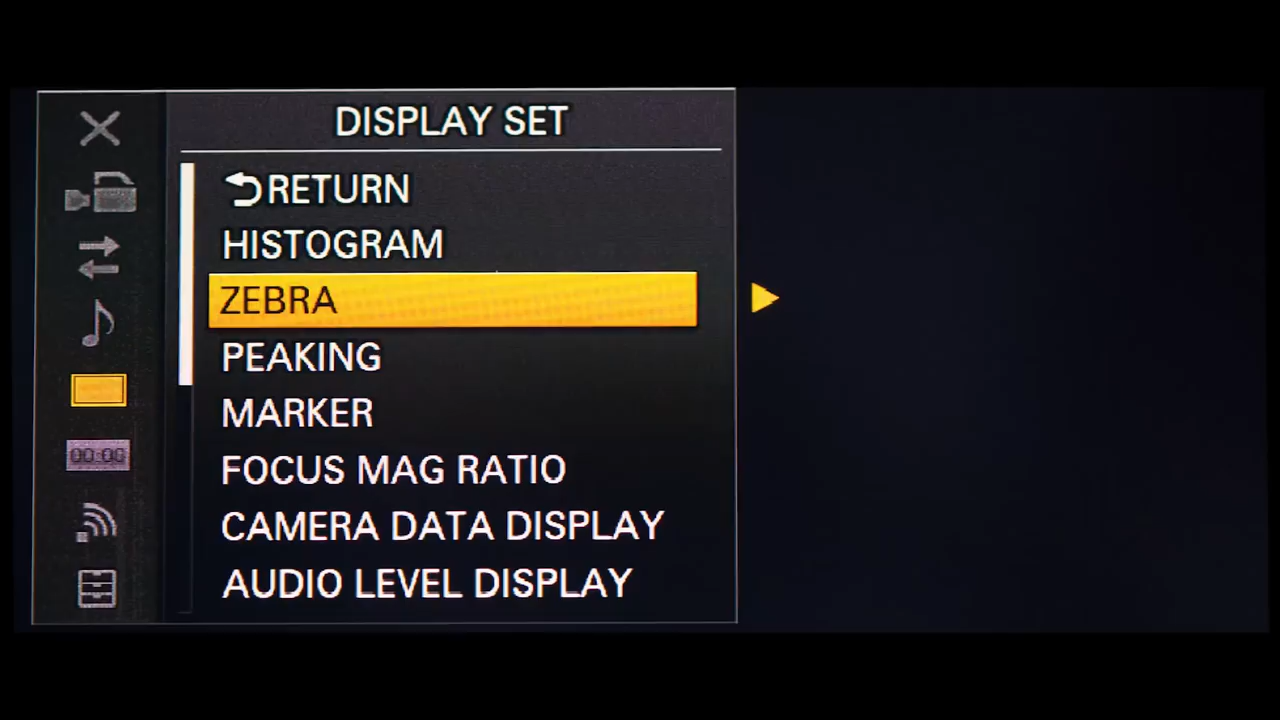 DISPLAY SET
RETURN
HISTOGRAM
ZEBRA
PEAKING
MARKER
FOCUS MAG RATIO
CAMERA DATA DISPLAY
AUDIO LEVEL DISPLAY
00:00